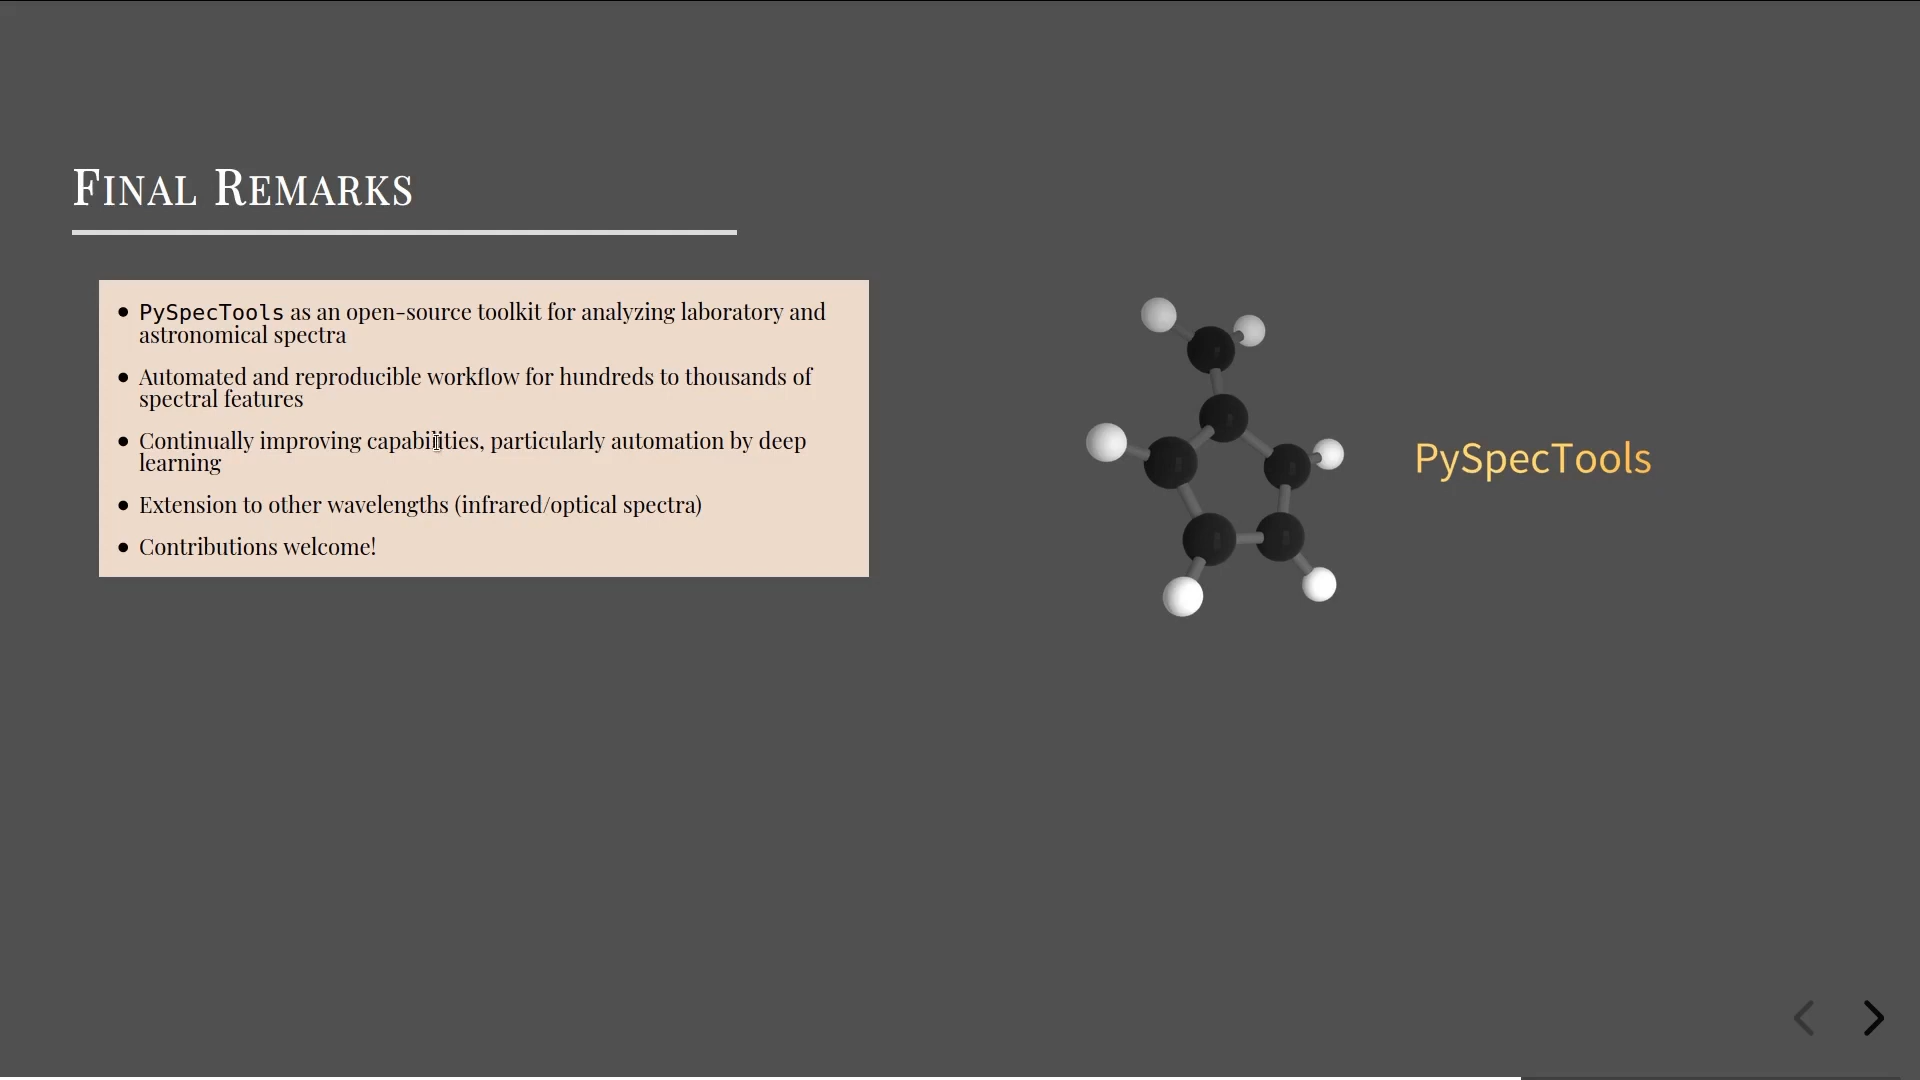 Final Remarks
PySpecTools as an open-source toolkit for analyzing laboratory and
astronomical spectra
Automated and reproducible workflow for hundreds to thousands of
spectral features
Continually improving capabilities, particularly automation by deep
learning
Extension to other wavelengths (infrared/optical spectra)
Contributions welcome!
PySpecTools